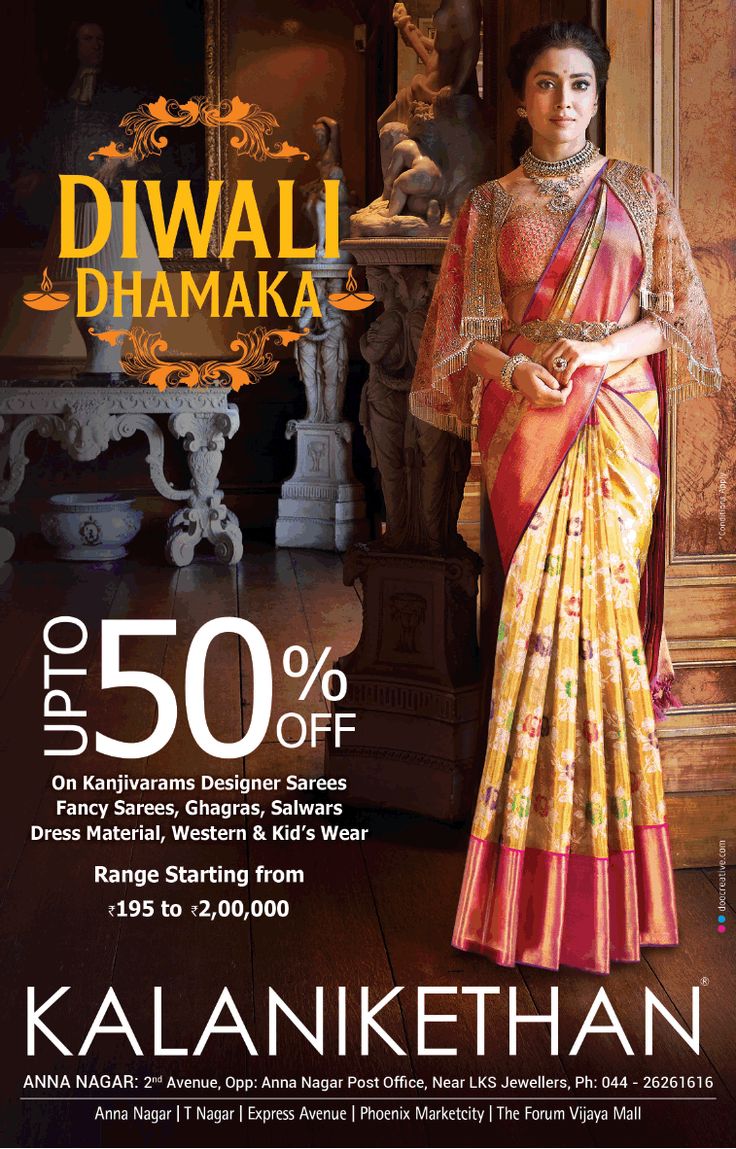 DIWALI
DHAMAKA
*Conditions Apply
UPTO 50% OFF
On Kanjivarams Designer Sarees
Fancy Sarees, Ghagras, Salwars
Dress Material, Western & Kid's Wear
Range Starting from
₹195 to ₹2,00,000
doocreative.com
KALANIKETHAN®
ANNA NAGAR: 2nd Avenue, Opp: Anna Nagar Post Office, Near LKS Jewellers, Ph: 044 - 26261616
Anna Nagar | T Nagar | Express Avenue | Phoenix Marketcity | The Forum Vijaya Mall